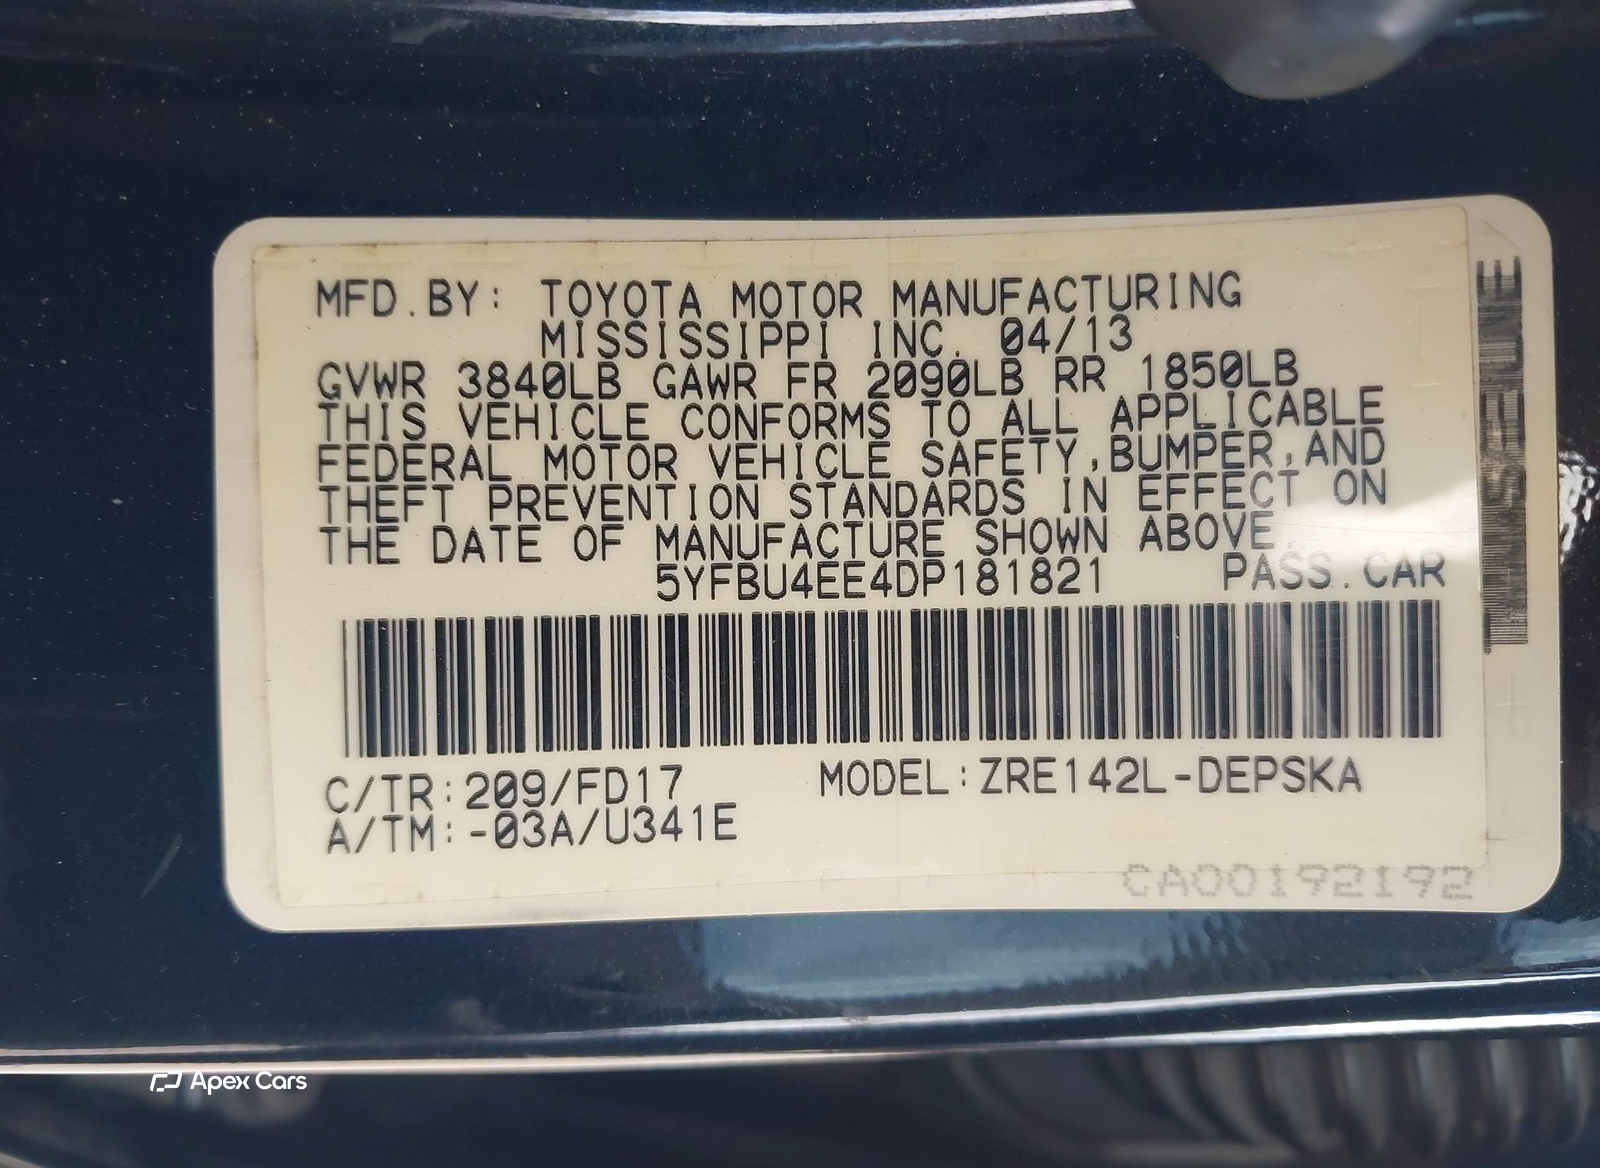 MFD.BY: TOYOTA MOTOR MANUFACTURING
MISSISSIPPI INC. 04/13
GVWR 3840LB GAWR FR 2090LB RR 1850LB
THIS VEHICLE CONFORMS TO ALL APPLICABLE
FEDERAL MOTOR VEHICLE SAFETY,BUMPER,AND
THEFT PREVENTION STANDARDS IN EFFECT ON
THE DATE OF MANUFACTURE SHOWN ABOVE.
5YFBU4EE4DP181821 PASS.CAR
C/TR:209/FD17 MODEL:ZRE142L-DEPSKA
A/TM:-03A/U341E
CA00192192
Apex Cars